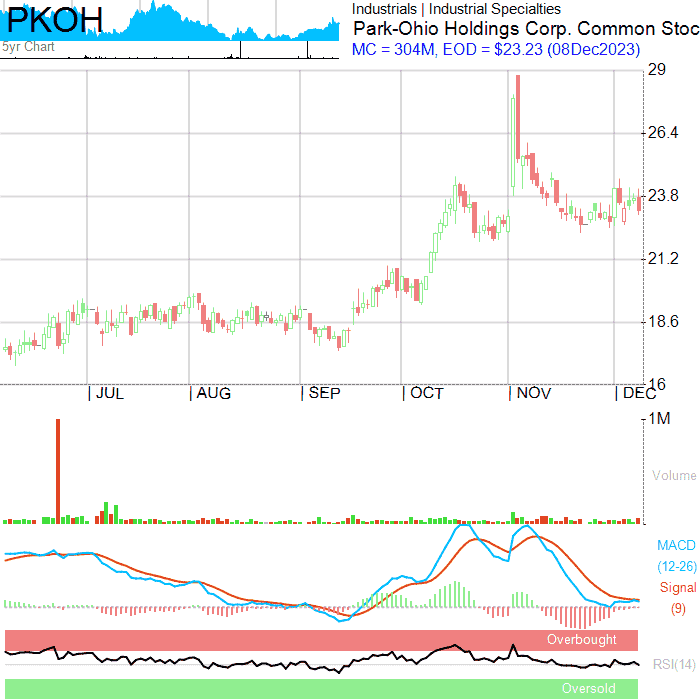 PKOH
5yr Chart
Industrials | Industrial Specialties
Park-Ohio Holdings Corp. Common Stoc
MC = 304M, EOD = $23.23 (08Dec2023)
29
26.4
23.8
21.2
18.6
16
JUL AUG SEP OCT NOV DEC
1M
Volume
MACD
(12-26)
Signal
(9)
Overbought
RSI(14)
Oversold